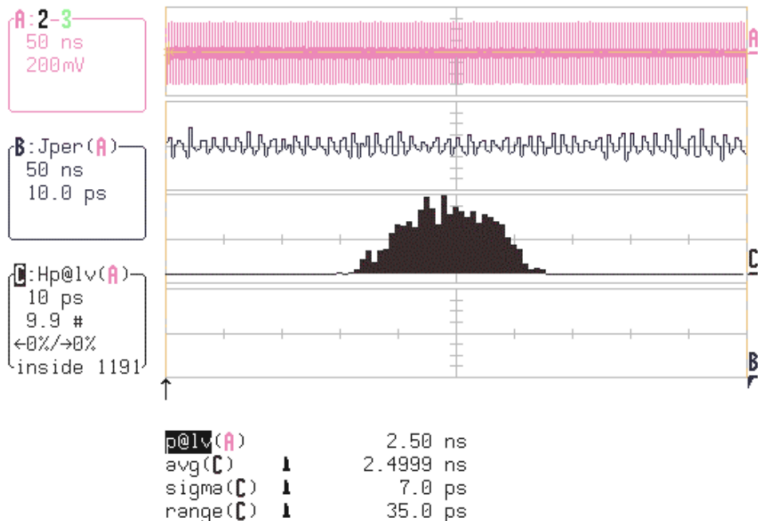 A:2-3
50 ns
200mV
A
B:Jper(A)
50 ns
10.0 ps
C:Hp@lv(A)
10 ps
9.9 #
←0%/→0%
inside 1191
C
B
p@lv(A) 2.50 ns
avg(C) 2.4999 ns
sigma(C) 7.0 ps
range(C) 35.0 ps